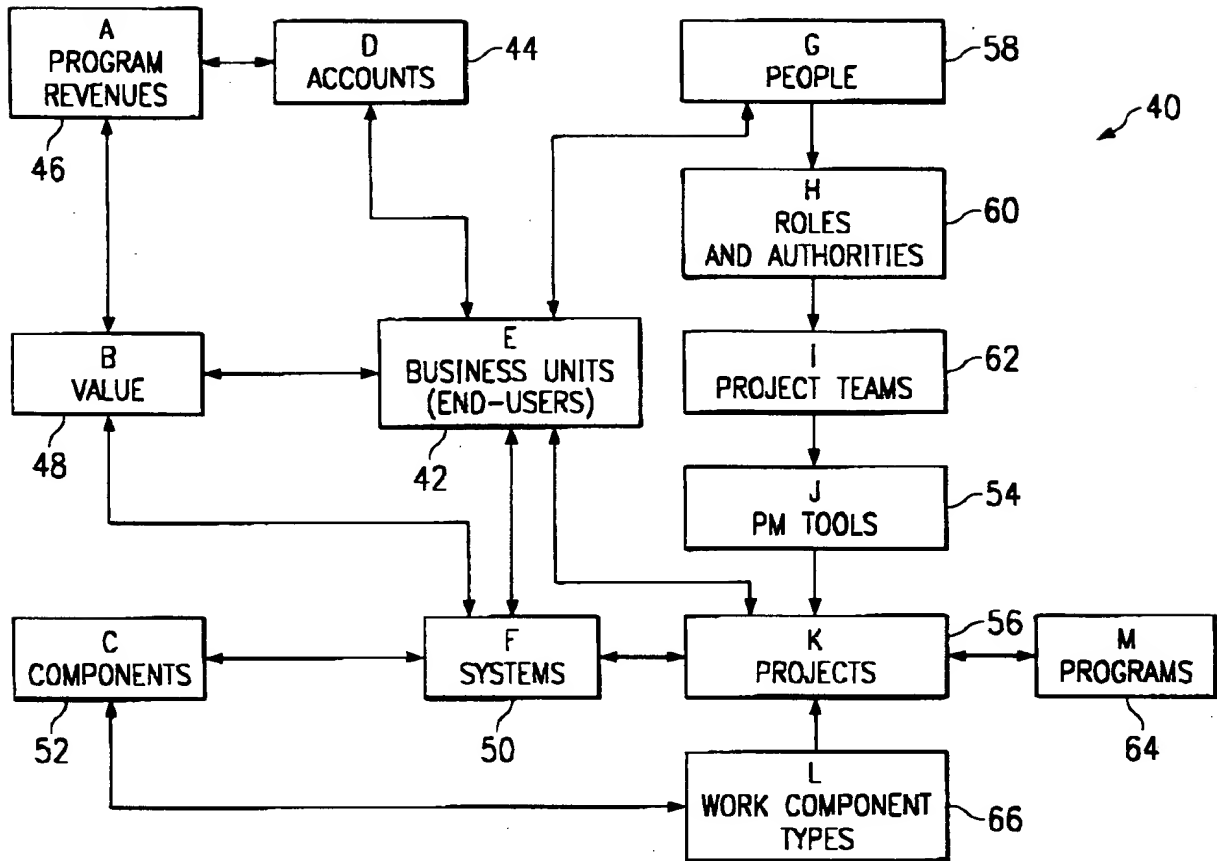 A
PROGRAM
REVENUES
46
D
ACCOUNTS
44
G
PEOPLE
58
40
H
ROLES
AND AUTHORITIES
60
B
VALUE
48
E
BUSINESS UNITS
(END-USERS)
42
I
PROJECT TEAMS
62
J
PM TOOLS
54
C
COMPONENTS
52
F
SYSTEMS
50
K
PROJECTS
56
M
PROGRAMS
64
L
WORK COMPONENT
TYPES
66